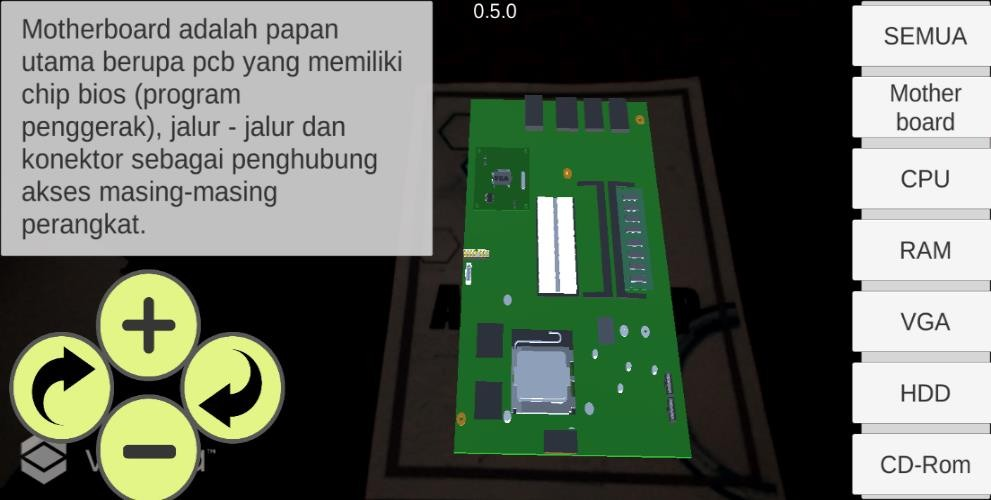 0.5.0
Motherboard adalah papan
utama berupa pcb yang memiliki
chip bios (program
penggerak), jalur - jalur dan
konektor sebagai penghubung
akses masing-masing
perangkat.
SEMUA
Mother
board
CPU
RAM
VGA
HDD
CD-Rom
VGA